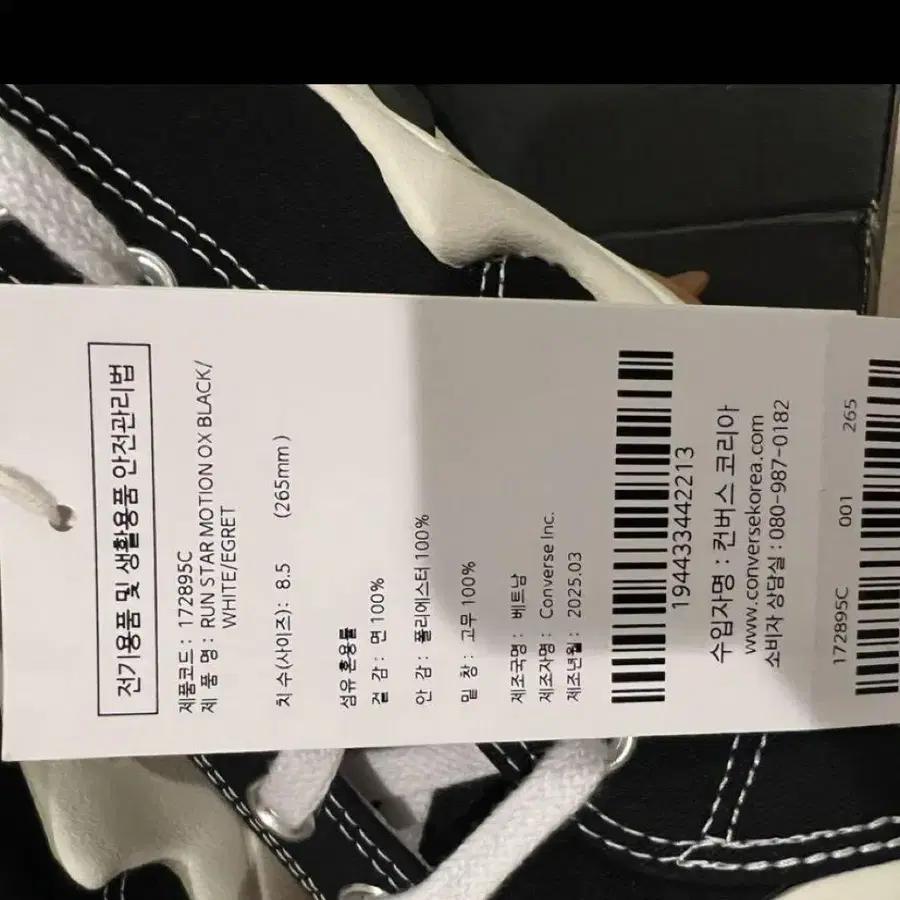 전기용품 및 생활용품 안전관리법
제품코드 : 172895C
제 품 명 : RUN STAR MOTION OX BLACK/
WHITE/EGRET
치수(사이즈): 8.5 (265mm)
섬유 혼용률
겉 감 : 면 100%
안 감 : 폴리에스터 100%
밑 창 : 고무 100%
제조국명 : 베트남
제조자명 : Converse Inc.
제조년월 : 2025.03
194433442213
수입자명 : 컨버스 코리아
www.conversekorea.com
소비자 상담실 : 080-987-0182
172895C 001 265